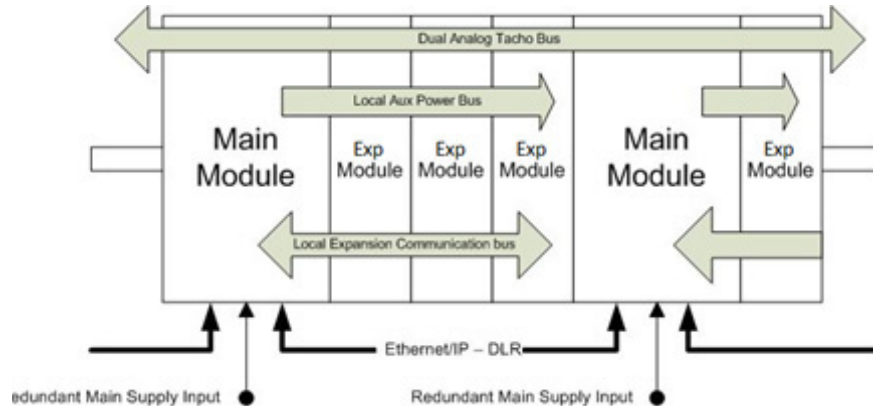 Dual Analog Tacho Bus
Local Aux Power Bus
Main
Module
Exp
Module
Exp
Module
Exp
Module
Main
Module
Exp
Module
Local Expansion Communication bus
Ethernet/IP – DLR
edundant Main Supply Input
Redundant Main Supply Input